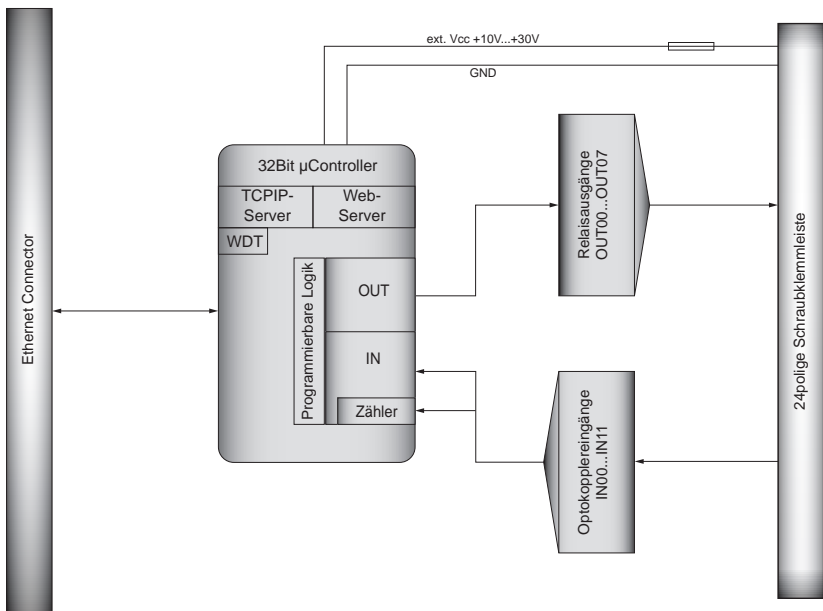 ext. Vcc +10V...+30V
GND
Ethernet Connector
32Bit µController
TCPIP-
Server
Web-
Server
WDT
Programmierbare Logik
OUT
IN
Zähler
Relaisausgänge
OUT00...OUT07
Optokopplereingänge
IN00...IN11
24polige Schraubklemmleiste